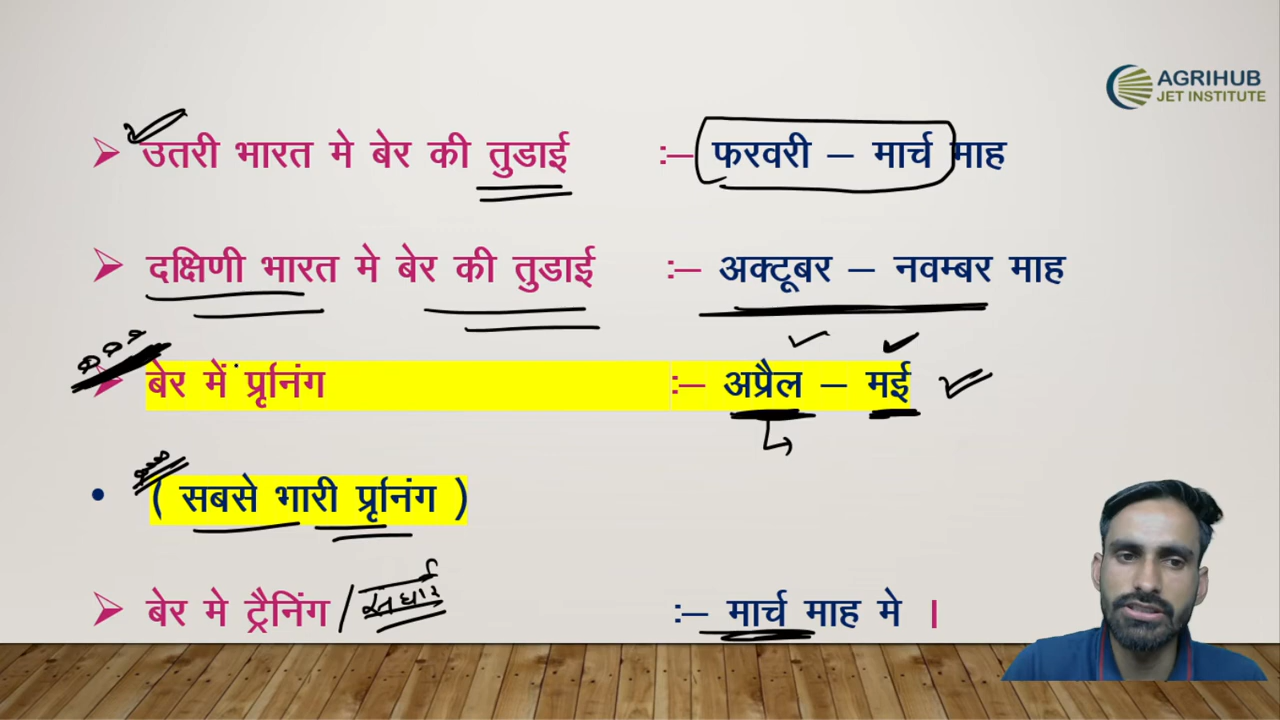 AGRIHUB
JET INSTITUTE
उतरी भारत मे बेर की तुडाई :– फरवरी – मार्च माह
दक्षिणी भारत मे बेर की तुडाई :– अक्टूबर – नवम्बर माह
बेर में प्रृनिंग :– अप्रैल – मई
( सबसे भारी प्रृनिंग )
बेर मे ट्रैनिंग / :– मार्च माह मे |